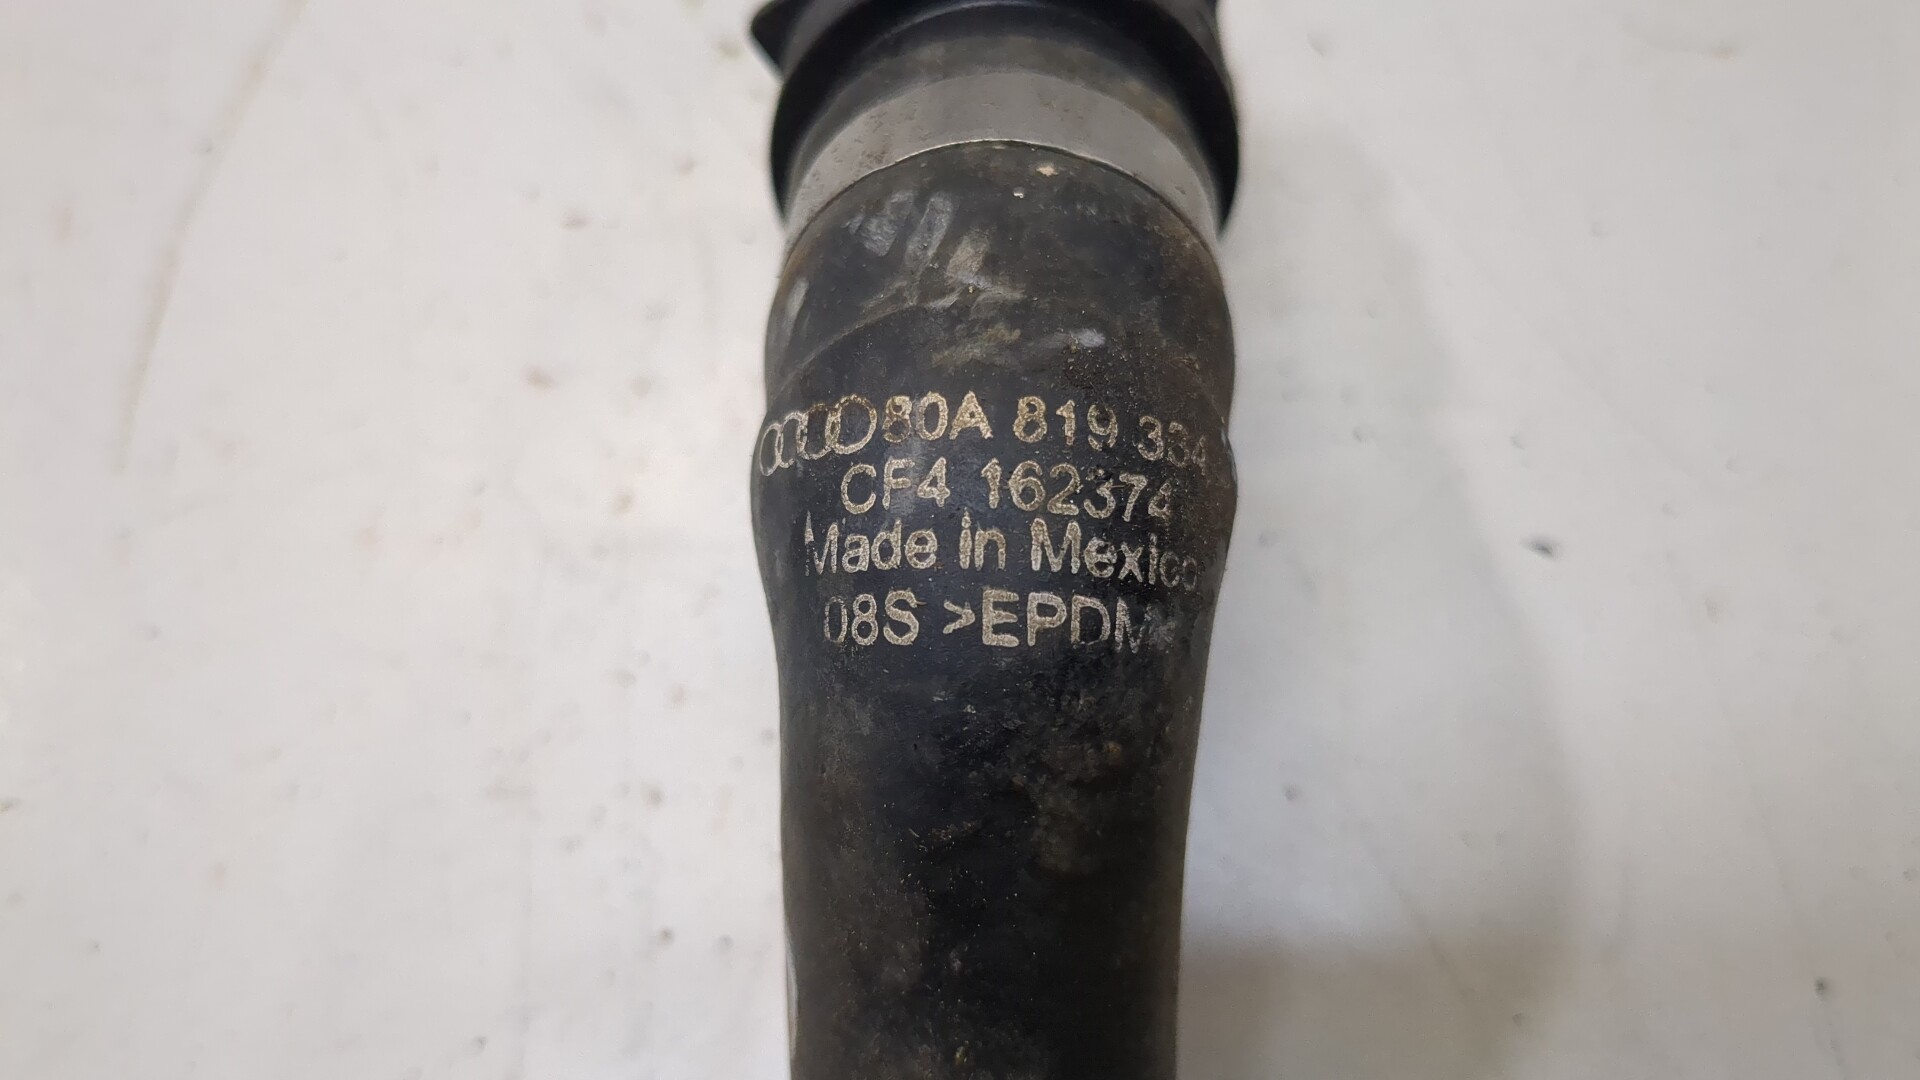 80A 819 334
CF4 162374
Made in Mexico
08S >EPDM<